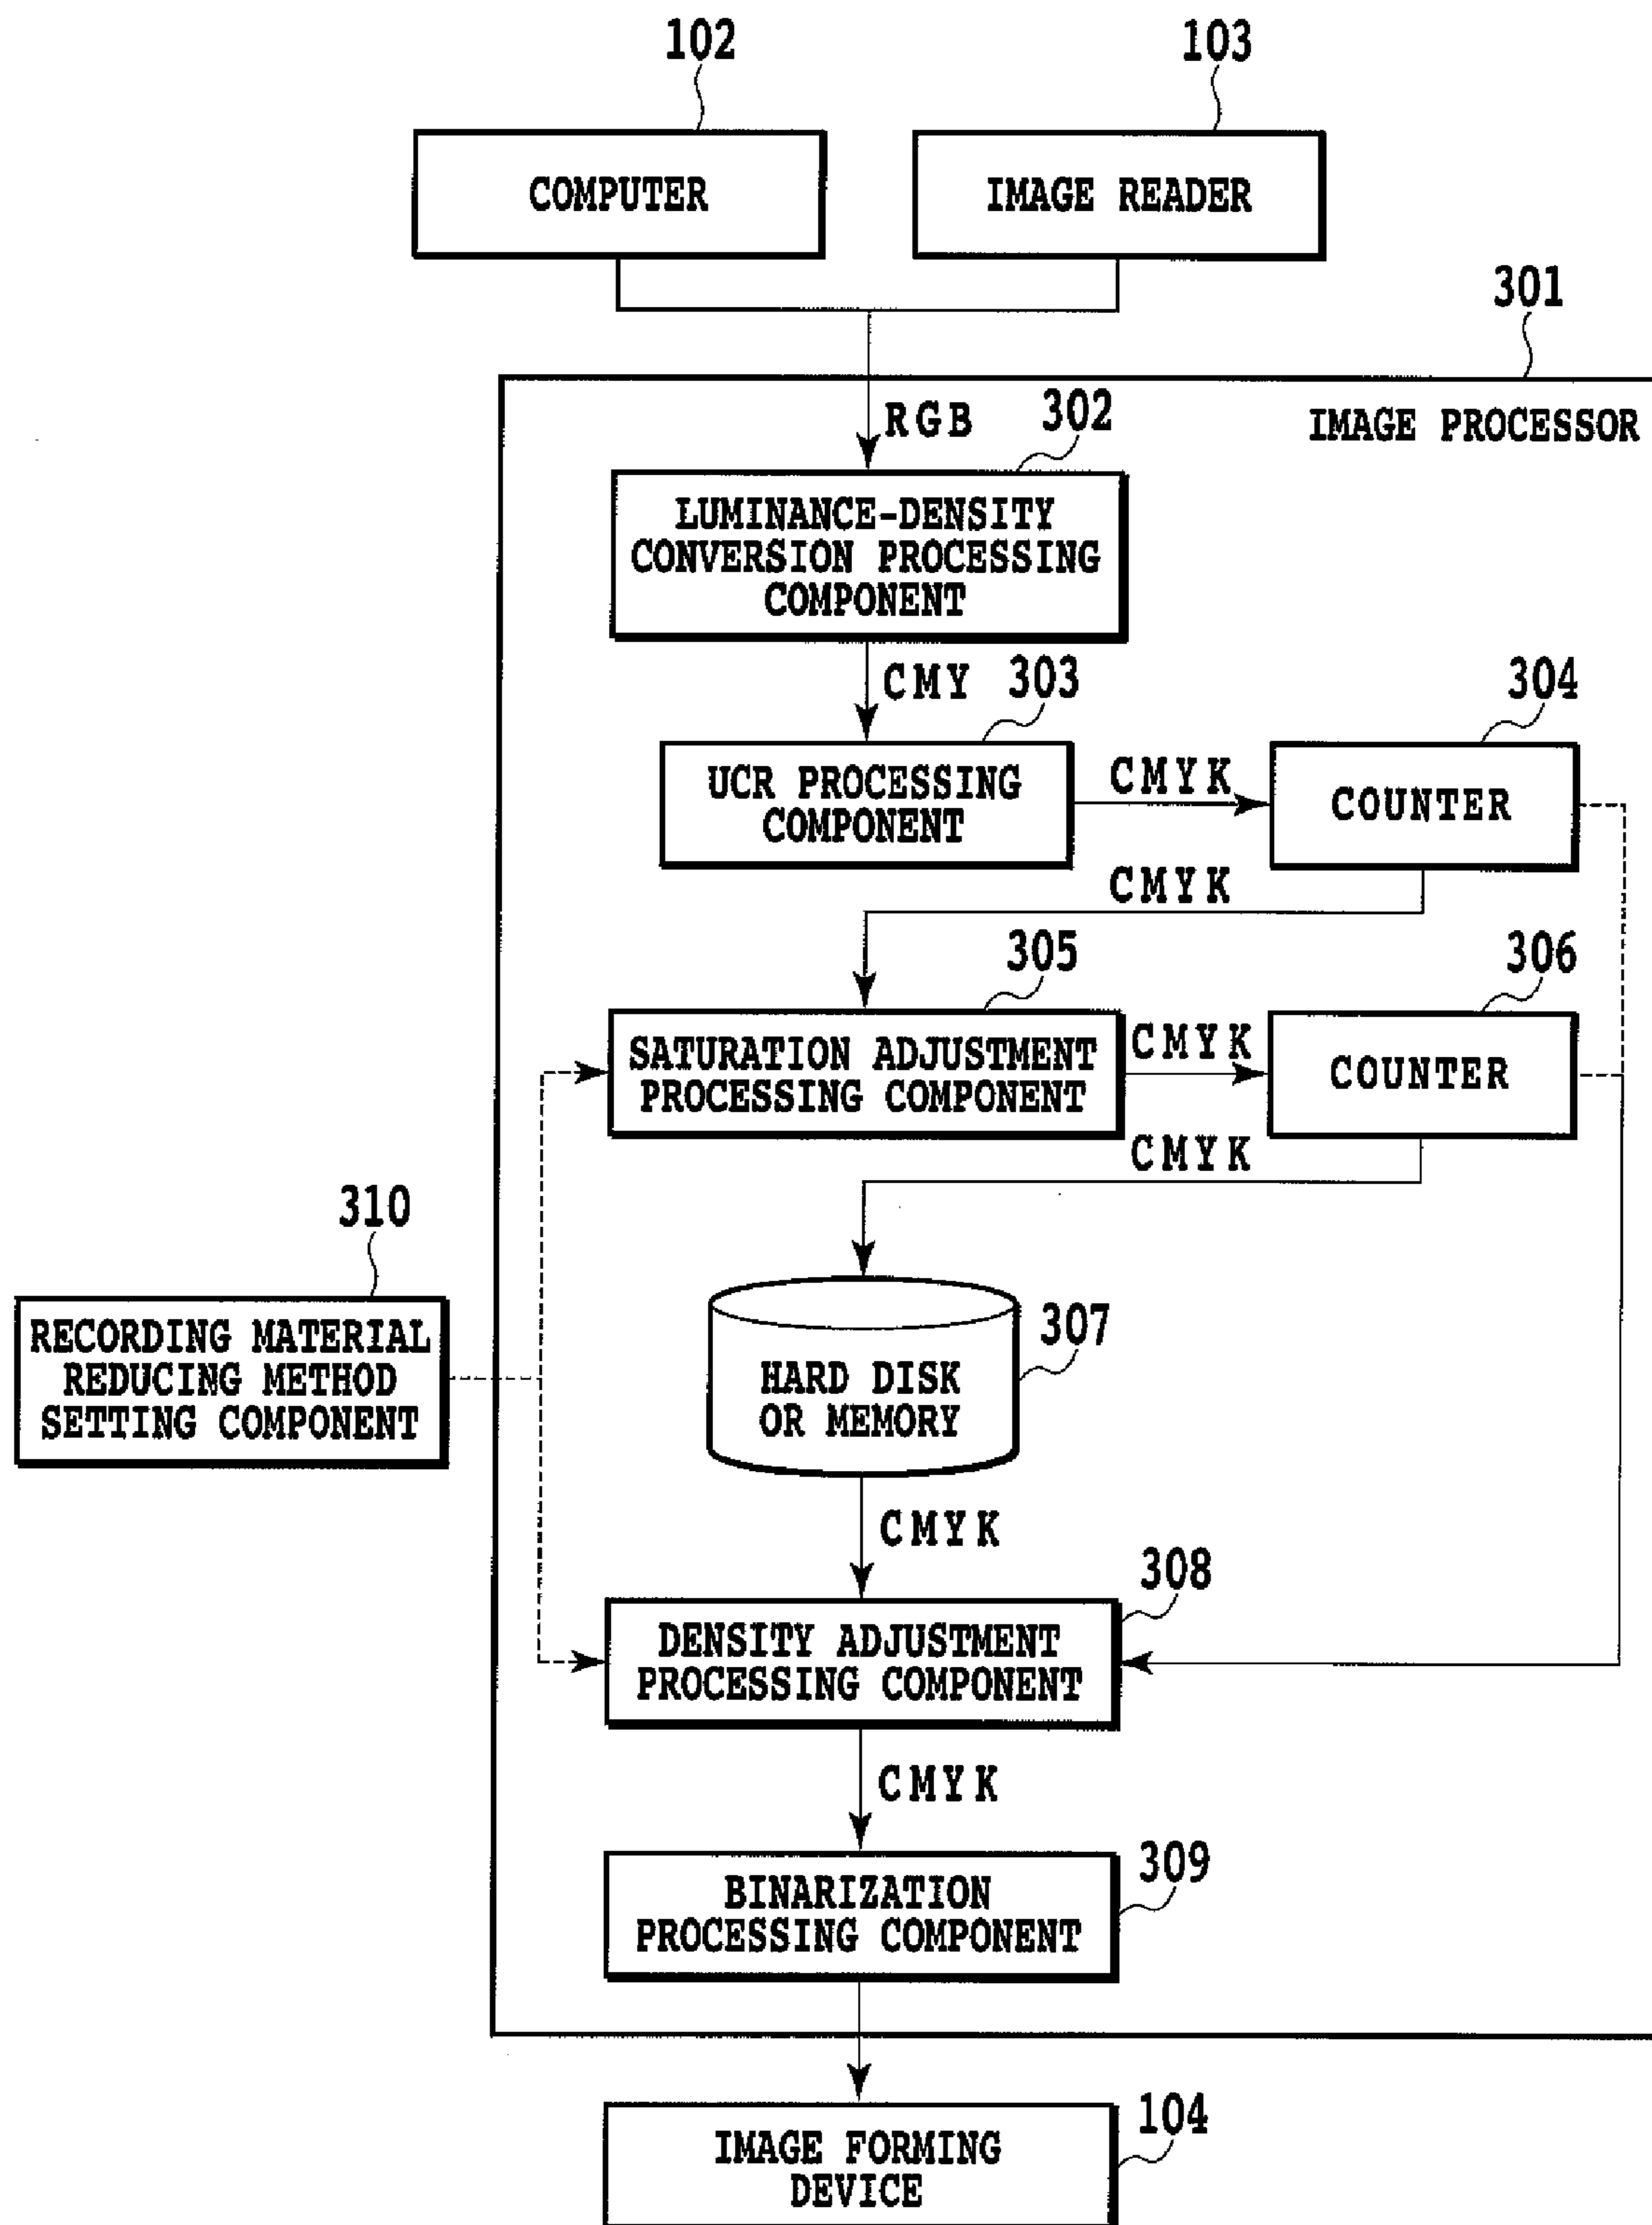 102
103
COMPUTER
IMAGE READER
301
RGB
302
IMAGE PROCESSOR
LUMINANCE-DENSITY
CONVERSION PROCESSING
COMPONENT
CMY
303
304
UCR PROCESSING
COMPONENT
CMYK
COUNTER
CMYK
305
306
SATURATION ADJUSTMENT
PROCESSING COMPONENT
CMYK
COUNTER
CMYK
310
RECORDING MATERIAL
REDUCING METHOD
SETTING COMPONENT
307
HARD DISK
OR MEMORY
CMYK
308
DENSITY ADJUSTMENT
PROCESSING COMPONENT
CMYK
309
BINARIZATION
PROCESSING COMPONENT
104
IMAGE FORMING
DEVICE